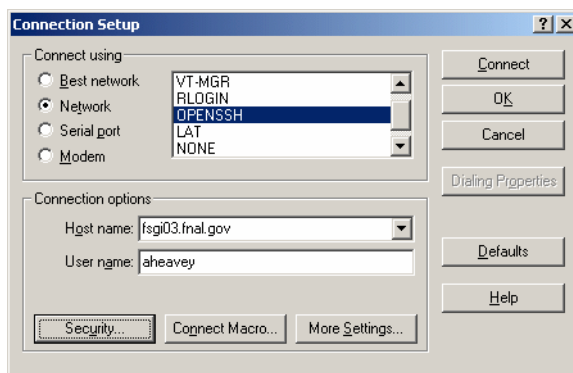 Connection Setup
Connect using
Best network
Network
Serial port
Modem
VT-MGR
RLOGIN
OPENSSH
LAT
NONE
Connect
OK
Cancel
Dialing Properties
Connection options
Host name: fsgi03.fnal.gov
User name: aheavey
Defaults
Help
Security... Connect Macro... More Settings...